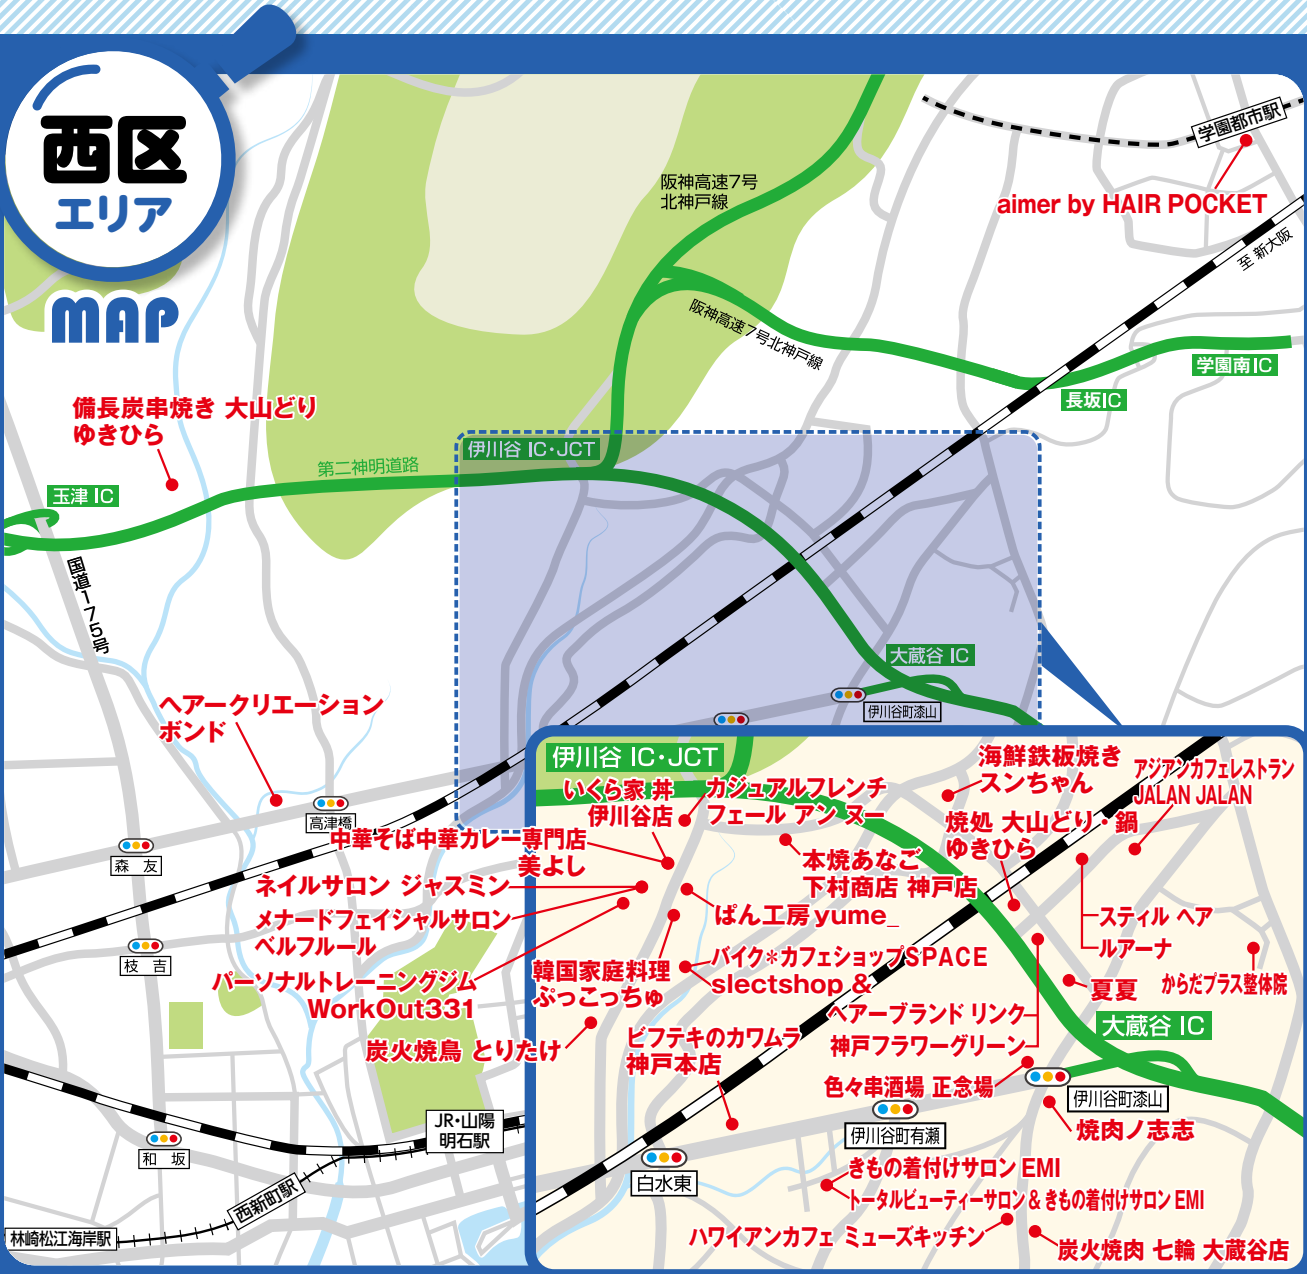 西区
エリア
MAP
学園都市駅
aimer by HAIR POCKET
至 新大阪
阪神高速7号
北神戸線
阪神高速7号北神戸線
学園南IC
長坂IC
備長炭串焼き 大山どり
ゆきひら
伊川谷 IC・JCT
第二神明道路
玉津 IC
国道175号
大蔵谷 IC
伊川谷町漆山
ヘアークリエーション
ボンド
高津橋
森 友
枝 吉
和 坂
JR・山陽
明石駅
西新町駅
林崎松江海岸駅
伊川谷 IC・JCT
いくら家 丼
伊川谷店
カジュアルフレンチ
フェール アン ヌー
海鮮鉄板焼き
スンちゃん
アジアンカフェレストラン
JALAN JALAN
中華そば中華カレー専門店
美よし
本焼あなご
下村商店 神戸店
焼処 大山どり・鍋
ゆきひら
ネイルサロン ジャスミン
メナードフェイシャルサロン
ベルフルール
ぱん工房yume_
スティル ヘア
ルアーナ
パーソナルトレーニングジム
WorkOut331
韓国家庭料理
ぷっこっちゅ
バイク*カフェショップSPACE
slectshop &
夏夏
からだプラス整体院
ヘアーブランド リンク
神戸フラワーグリーン
大蔵谷 IC
炭火焼鳥 とりたけ
ビフテキのカワムラ
神戸本店
色々串酒場 正念場
伊川谷町漆山
伊川谷町有瀬
焼肉ノ志志
白水東
きもの着付けサロン EMI
トータルビューティーサロン & きもの着付けサロン EMI
ハワイアンカフェ ミューズキッチン
炭火焼肉 七輪 大蔵谷店